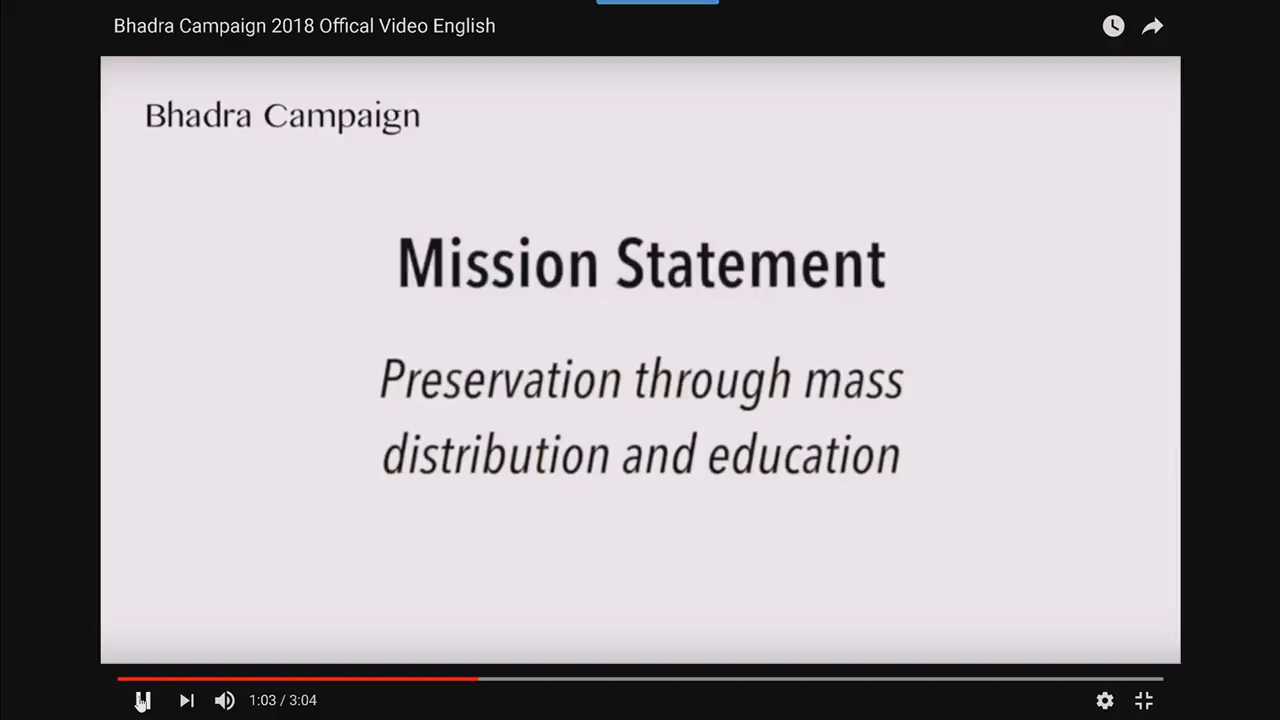 Bhadra Campaign 2018 Offical Video English
Bhadra Campaign
Mission Statement
Preservation through mass
distribution and education
1:03 / 3:04